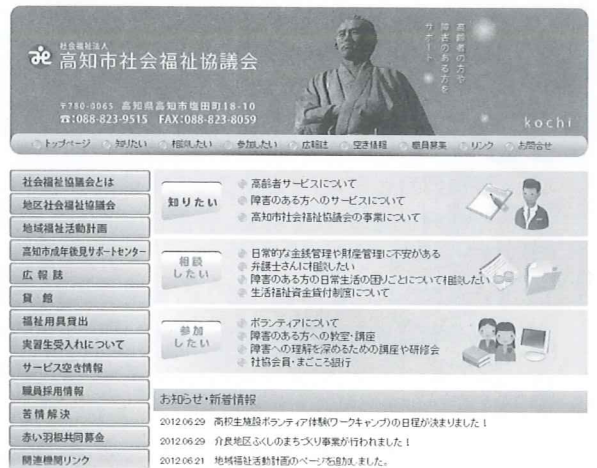 社会福祉法人
高知市社会福祉協議会
高齢者の方や
障害のある方を
サポート
〒780-0065 高知県高知市塩田町18-10
☎:088-823-9515 FAX:088-823-8059
kochi
トップページ 知りたい 相談したい 参加したい 広報誌 空き情報 職員募集 リンク お問合せ
社会福祉協議会とは
地区社会福祉協議会
地域福祉活動計画
高知市成年後見サポートセンター
広報誌
貸館
福祉用具貸出
実習生受入れについて
サービス空き情報
職員採用情報
苦情解決
赤い羽根共同募金
関連機関リンク
知りたい
高齢者サービスについて
障害のある方へのサービスについて
高知市社会福祉協議会の事業について
相談
したい
日常的な金銭管理や財産管理に不安がある
弁護士さんに相談したい
障害のある方の日常生活の困りごとについて相談したい
生活福祉資金貸付制度について
参加
したい
ボランティアについて
障害のある方への教室・講座
障害への理解を深めるための講座や研修会
社協会員・まごころ銀行
お知らせ・新着情報
2012.06.29 高校生施設ボランティア体験(ワークキャンプ)の日程が決まりました!
2012.06.29 介良地区ふくしのまちづくり事業が行われました!
2012.06.21 地域福祉活動計画のページを追加しました。